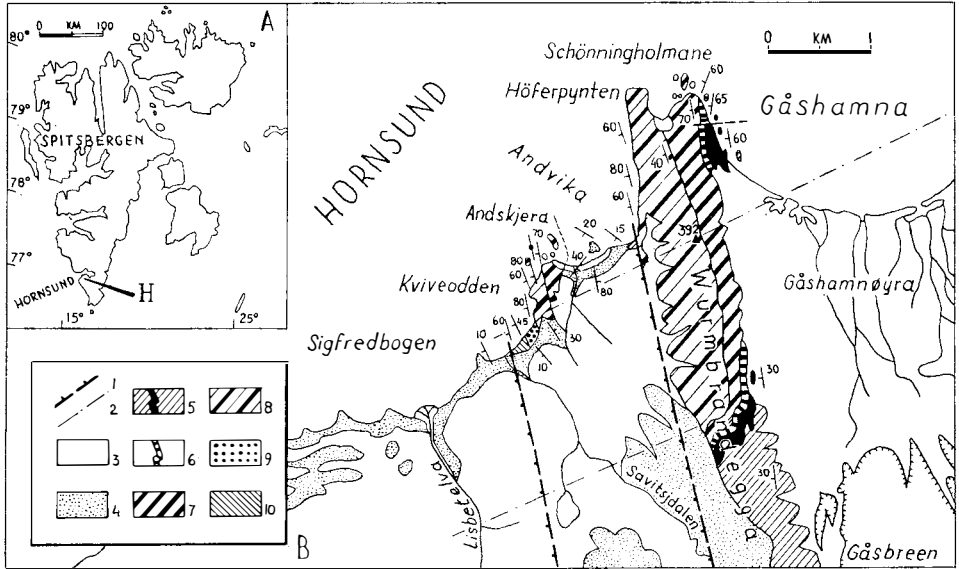 A
0 KM 100
80°
79°
SPITSBERGEN
78°
77°
HORNSUND
H
15°
25°
1
2
3
4
5
6
7
8
9
10
B
HORNSUND
Schönningholmane
Höferpynten
Gåshamna
0 KM 1
Andvika
Andskjera
Kviveodden
Sigfredbogen
Gåshamnøyra
Wurmbrandegga
Savitsjdalen
Lisbetelva
Gåsbreen
60
65
70
60
60
80
60
40
392
20
15
70
80
60
40
80
80
45
60
10
30
10
30
30